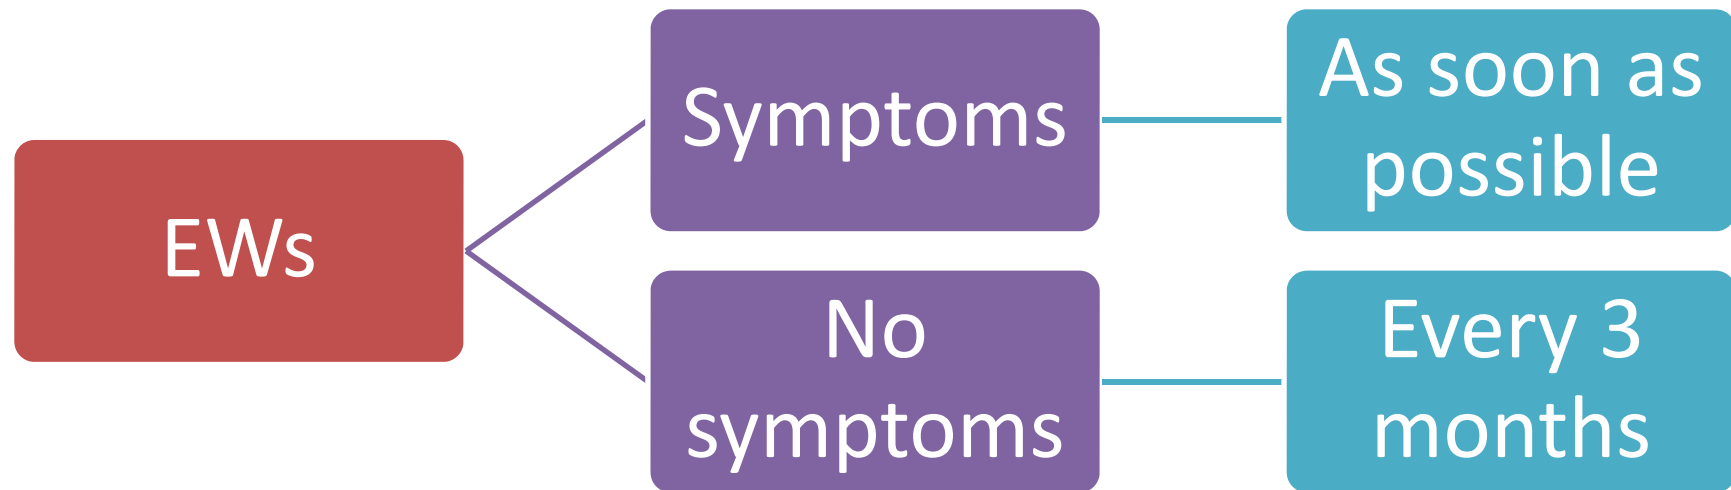 EWs
Symptoms
As soon as
possible
No
symptoms
Every 3
months